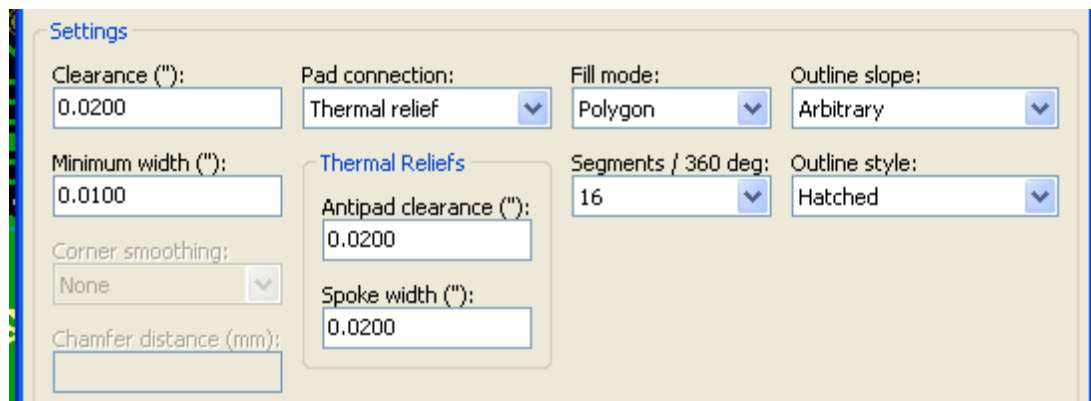 Settings
Clearance ("): Pad connection: Fill mode: Outline slope:
0.0200 Thermal relief Polygon Arbitrary
Minimum width ("): Thermal Reliefs Segments / 360 deg: Outline style:
0.0100 16 Hatched
Antipad clearance ("):
0.0200
Corner smoothing:
None
Spoke width ("):
0.0200
Chamfer distance (mm):